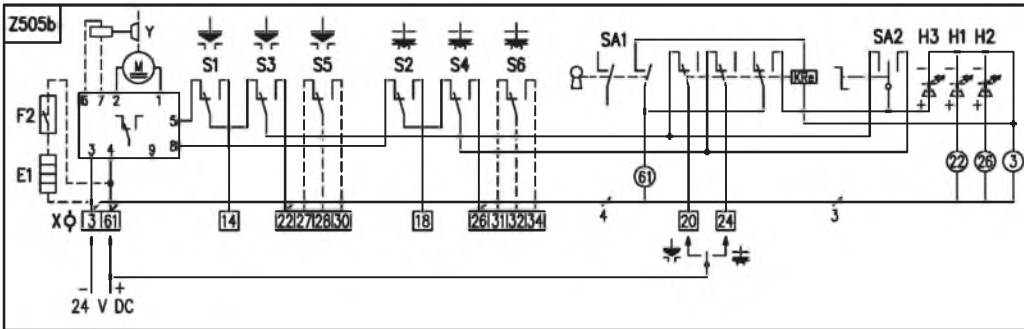 Z505b
Y
M
S1 S3 S5 S2 S4 S6 SA1 SA2 H3 H1 H2
KRa
6 7 2 1
F2
5
8
3 4 9
E1
- - -
+ + +
61 22 26 3
4 3
X 3 61 14 22 27 28 30 18 26 31 32 34 20 24
- +
24 V DC